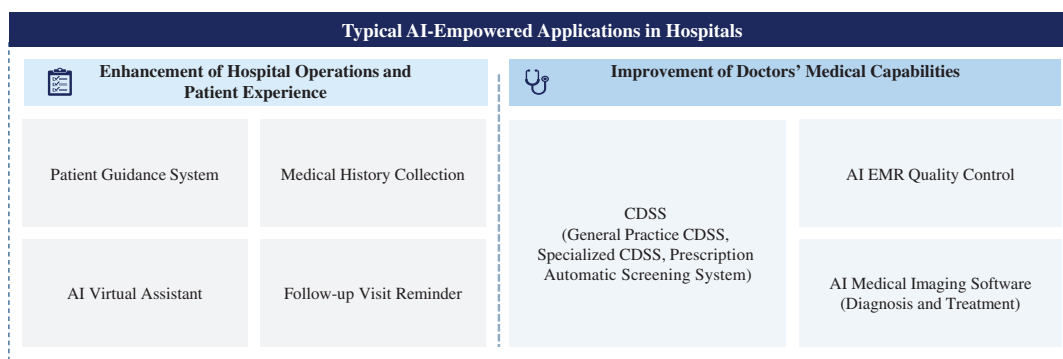 Typical AI-Empowered Applications in Hospitals
Enhancement of Hospital Operations and
Patient Experience
Improvement of Doctors’ Medical Capabilities
Patient Guidance System
Medical History Collection
AI Virtual Assistant
Follow-up Visit Reminder
CDSS
(General Practice CDSS,
Specialized CDSS, Prescription
Automatic Screening System)
AI EMR Quality Control
AI Medical Imaging Software
(Diagnosis and Treatment)